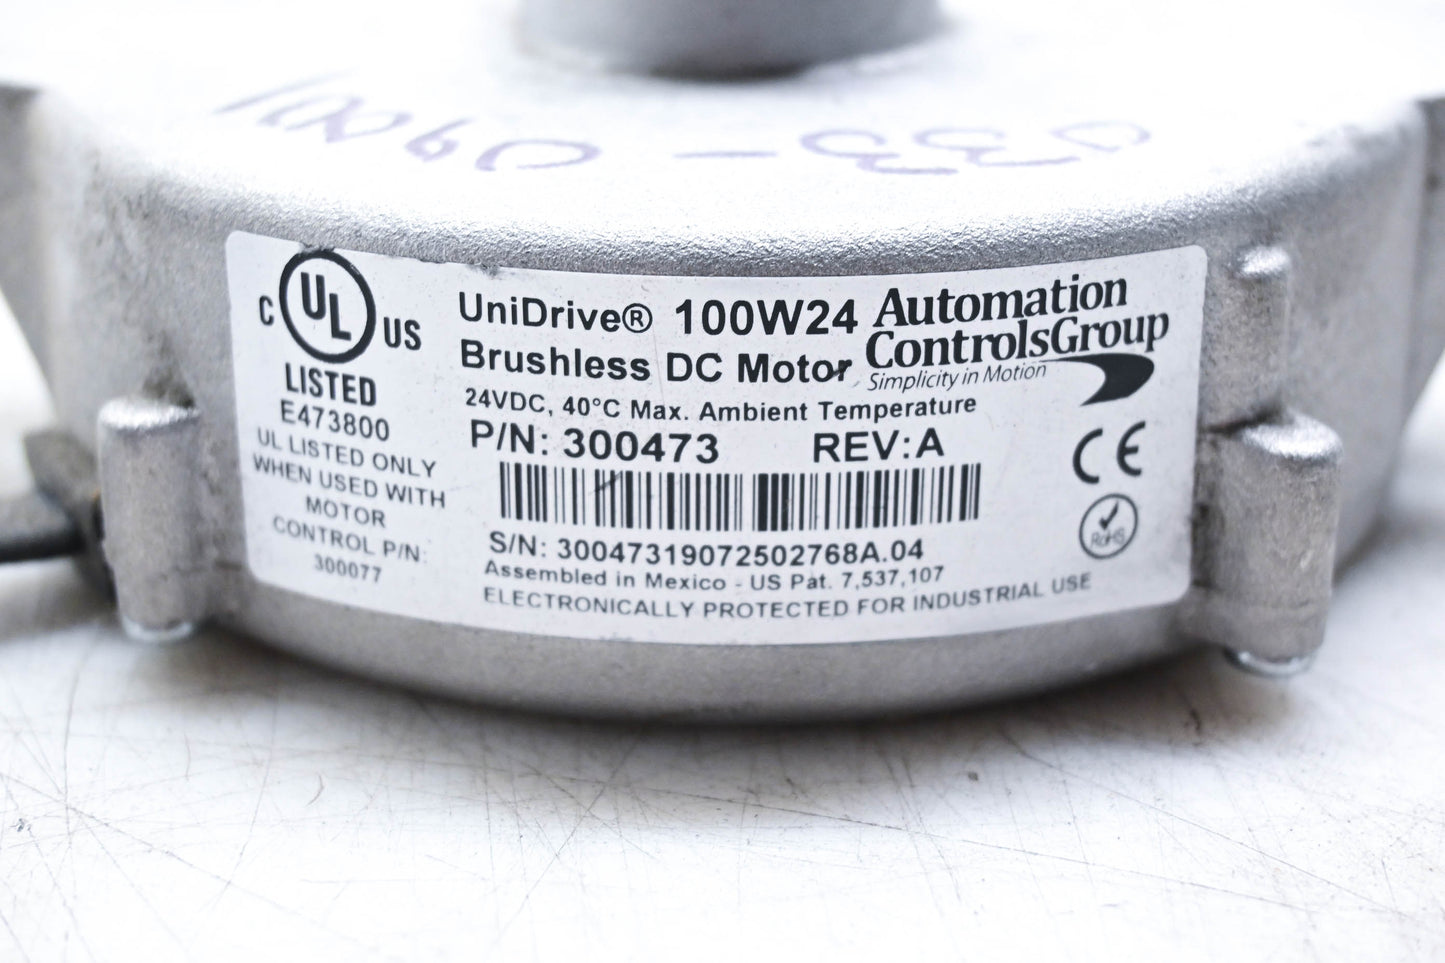 C UL US
LISTED
E473800
UL LISTED ONLY
WHEN USED WITH
MOTOR
CONTROL P/N:
300077
UniDrive® 100W24
Brushless DC Motor
24VDC, 40°C Max. Ambient Temperature
P/N: 300473 REV:A
S/N: 30047319072502768A.04
Assembled in Mexico - US Pat. 7,537,107
ELECTRONICALLY PROTECTED FOR INDUSTRIAL USE
Automation
ControlsGroup
Simplicity in Motion
CE
RoHS